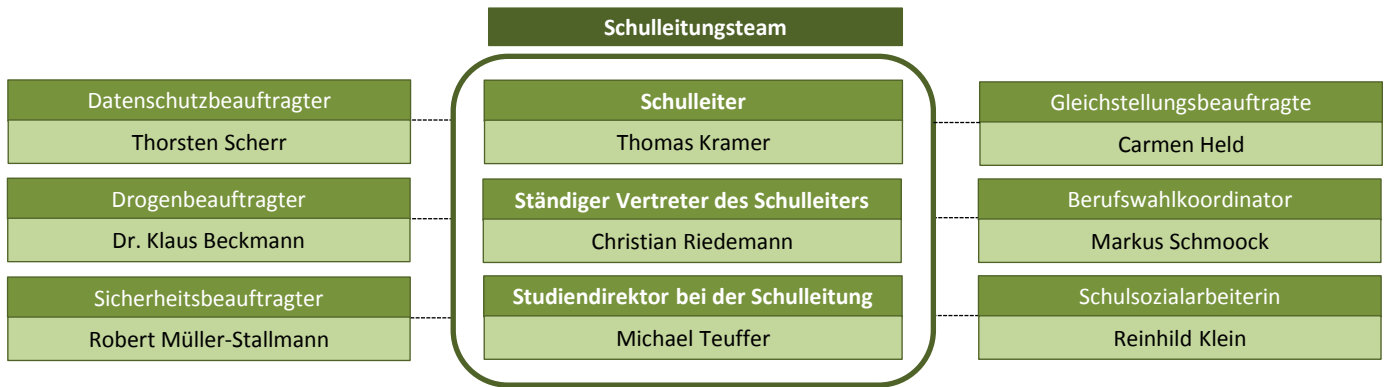 Schulleitungsteam
Datenschutzbeauftragter
Thorsten Scherr
Schulleiter
Thomas Kramer
Gleichstellungsbeauftragte
Carmen Held
Drogenbeauftragter
Dr. Klaus Beckmann
Ständiger Vertreter des Schulleiters
Christian Riedemann
Berufswahlkoordinator
Markus Schmoock
Sicherheitsbeauftragter
Robert Müller-Stallmann
Studiendirektor bei der Schulleitung
Michael Teuffer
Schulsozialarbeiterin
Reinhild Klein